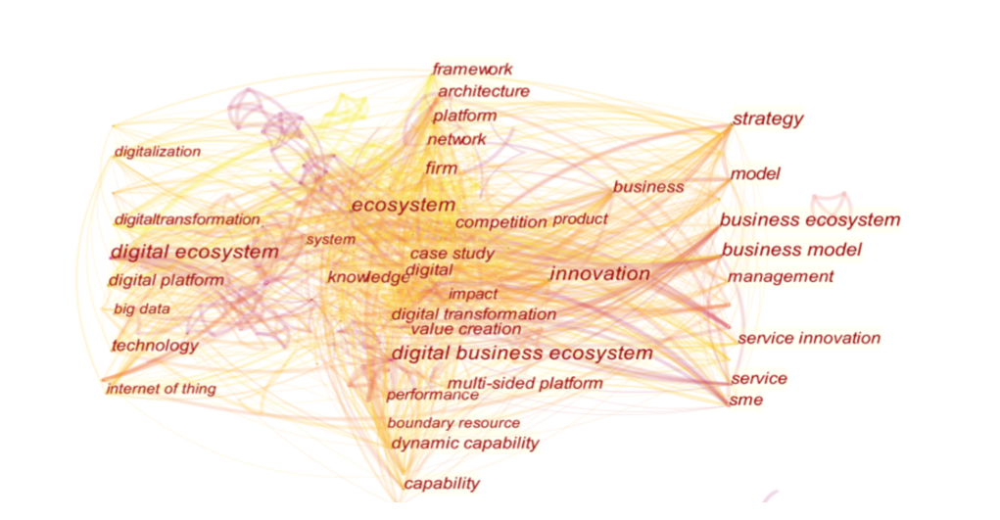 framework
architecture
platform
strategy
network
digitalization
firm
model
business
ecosystem
digitaltransformation
competition
product
business ecosystem
system
digital ecosystem
case study
business model
digital
knowledge
innovation
management
digital platform
impact
big data
digital transformation
value creation
service innovation
technology
digital business ecosystem
service
multi-sided platform
internet of thing
performance
sme
boundary resource
dynamic capability
capability